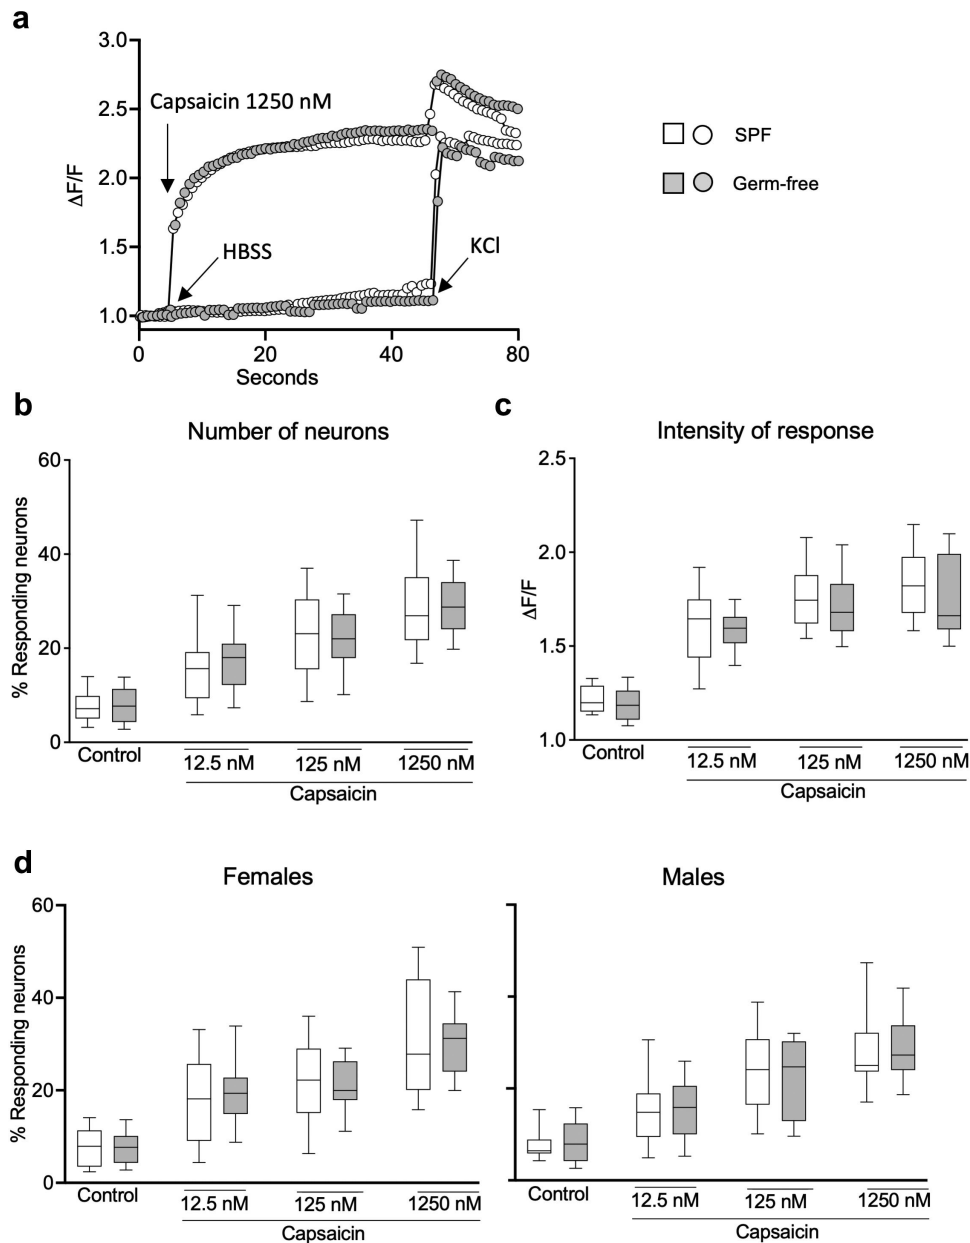 a
3.0
2.5
2.0
1.5
1.0
ΔF/F
Capsaicin 1250 nM
HBSS
KCl
0 20 40 80
Seconds
SPF
Germ-free
b
Number of neurons
60
40
20
0
% Responding neurons
Control
12.5 nM 125 nM 1250 nM
Capsaicin
c
Intensity of response
2.5
2.0
1.5
1.0
ΔF/F
Control
12.5 nM 125 nM 1250 nM
Capsaicin
d
Females
60
40
20
0
% Responding neurons
Control
12.5 nM 125 nM 1250 nM
Capsaicin
Males
Control
12.5 nM 125 nM 1250 nM
Capsaicin